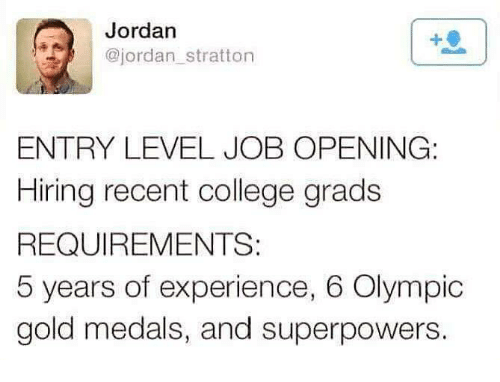 Jordan
@jordan_stratton
ENTRY LEVEL JOB OPENING:
Hiring recent college grads
REQUIREMENTS:
5 years of experience, 6 Olympic
gold medals, and superpowers.